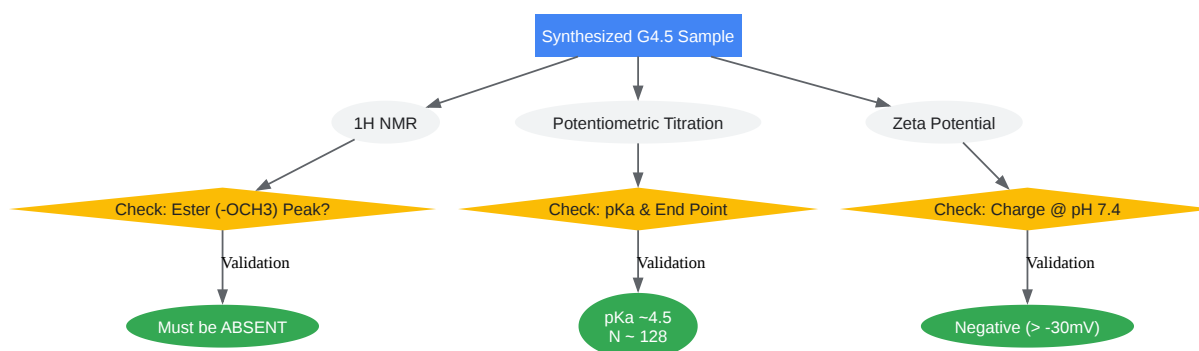 Synthesized G4.5 Sample
1H NMR
Potentiometric Titration
Zeta Potential
Check: Ester (-OCH3) Peak?
Check: pKa & End Point
Check: Charge @ pH 7.4
Validation
Validation
Validation
Must be ABSENT
pKa ~4.5
N ~ 128
Negative (> -30mV)